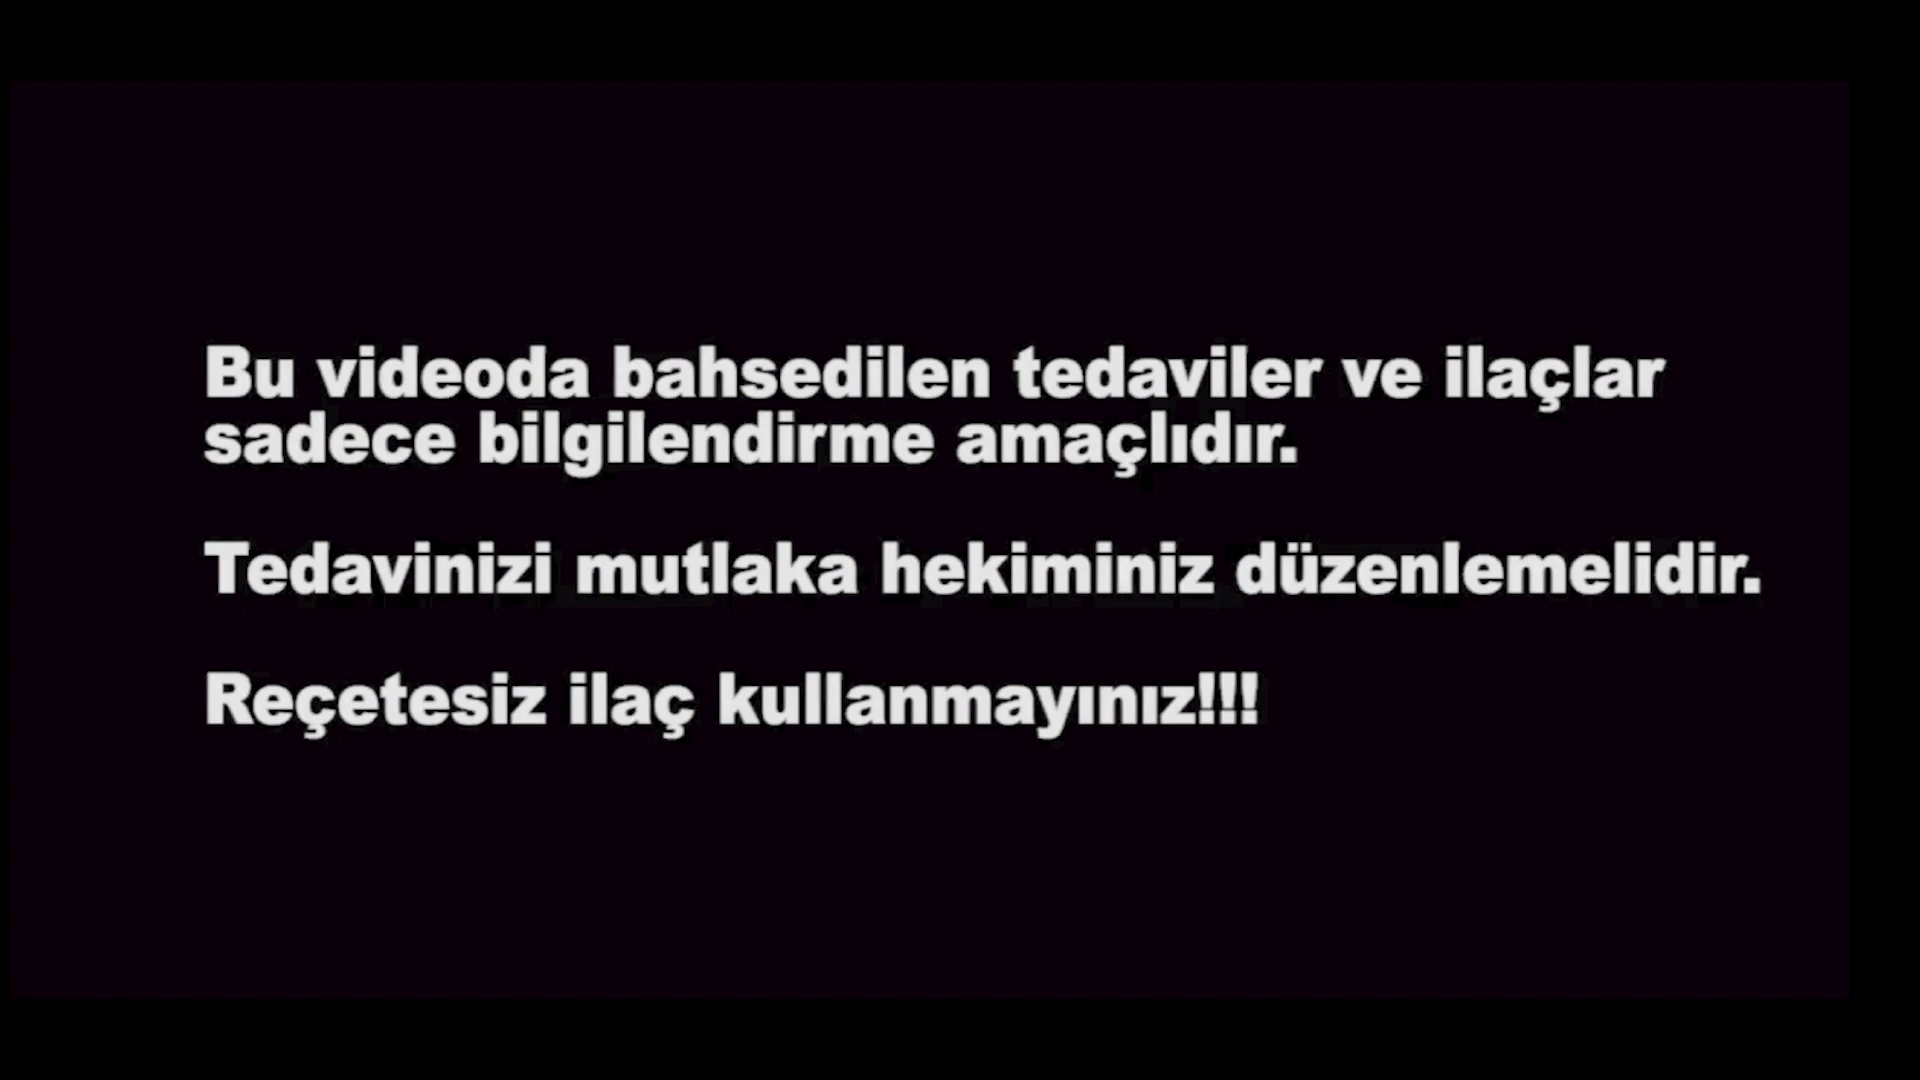 Bu videoda bahsedilen tedaviler ve ilaçlar
sadece bilgilendirme amaçlıdır.
Tedavinizi mutlaka hekiminiz düzenlemelidir.
Reçetesiz ilaç kullanmayınız!!!